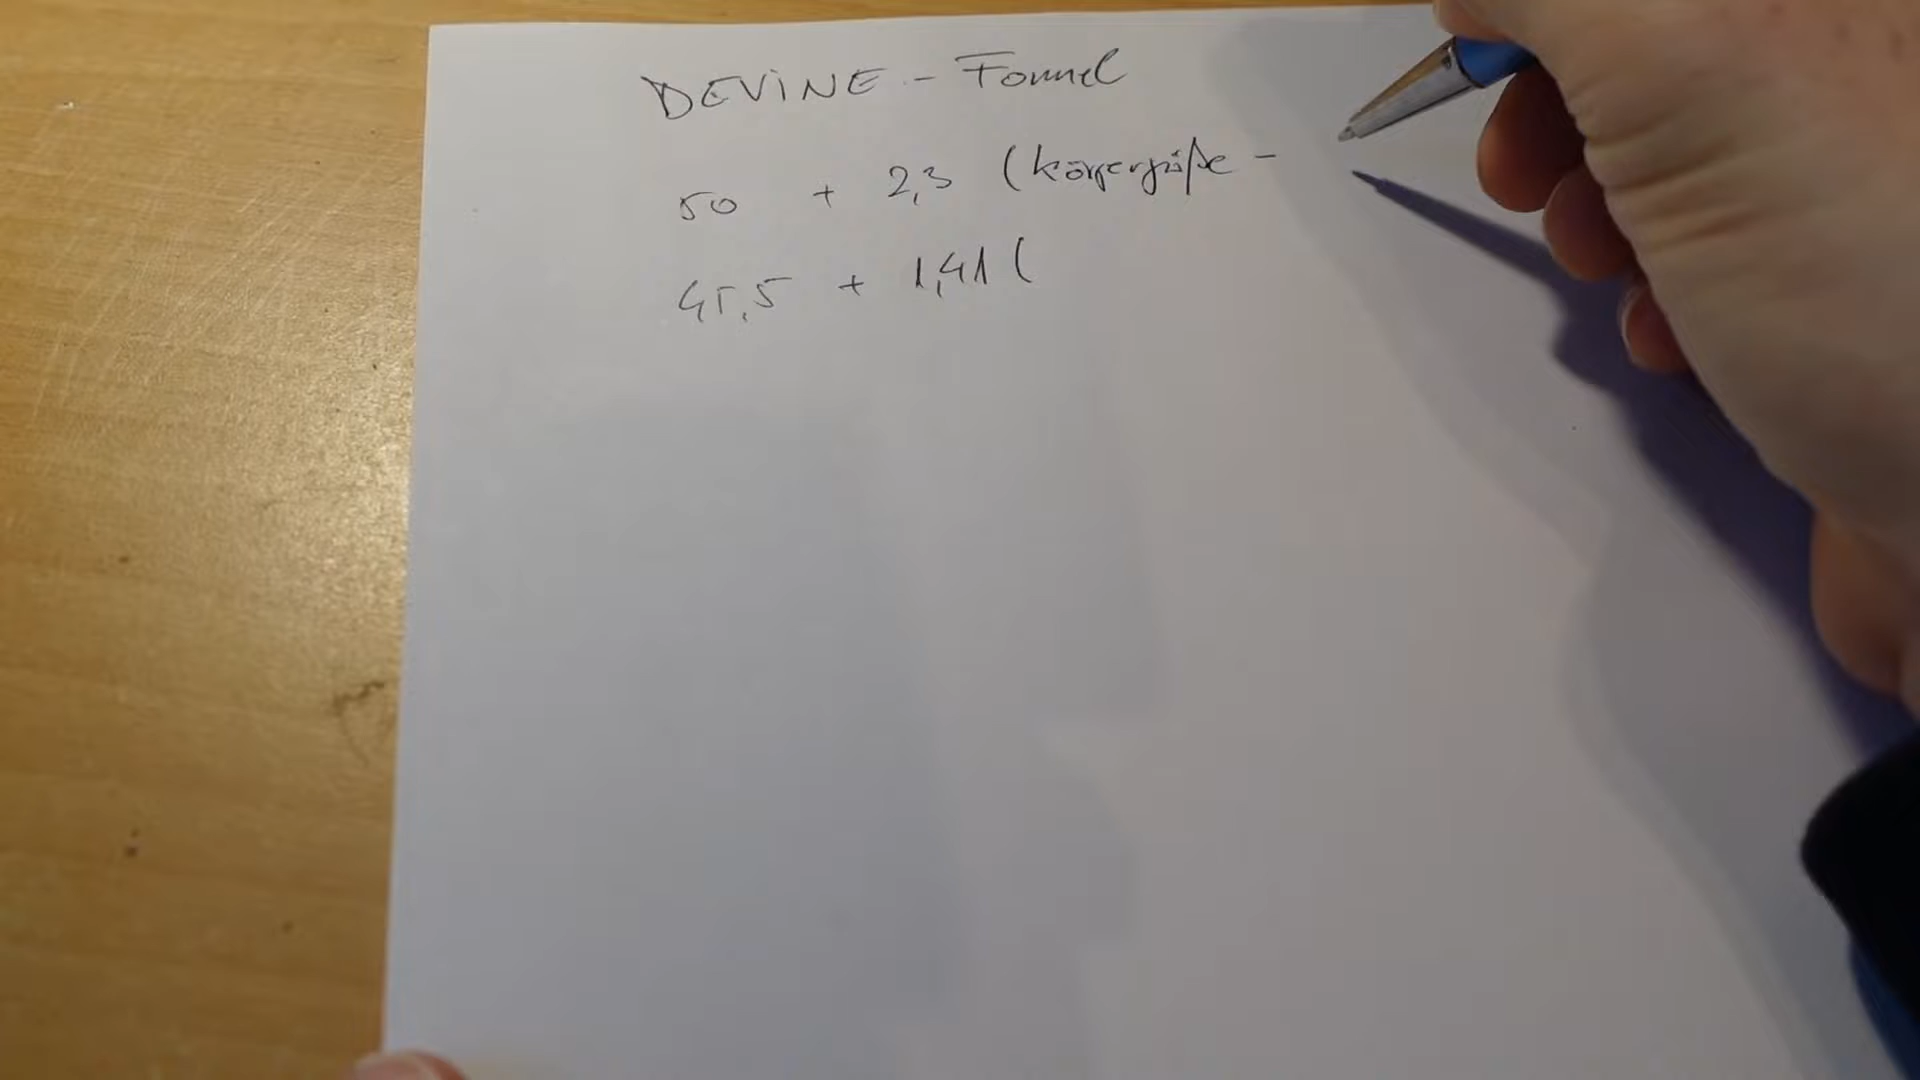 DEVINE - Formel
50 + 2,3 (Körpergröße -
45,5 + 1,41 (